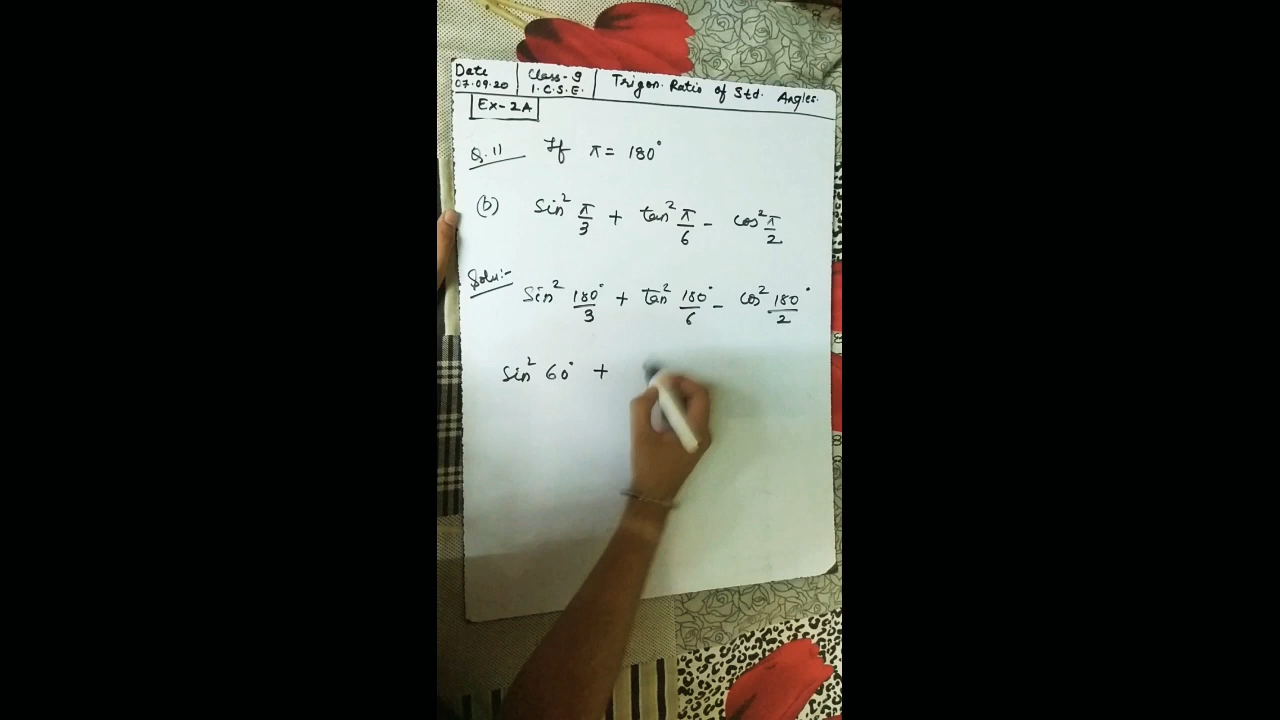 Date 07.09.20 | Class-9 I.C.S.E. | Trigon. Ratio of Std. Angles.
Ex-2A
Q.1) If π = 180°
(b) sin² π/3 + tan² π/6 - cos² π/2
Solu:-
Sin² 180°/3 + tan² 180°/6 - cos² 180°/2
sin² 60° +